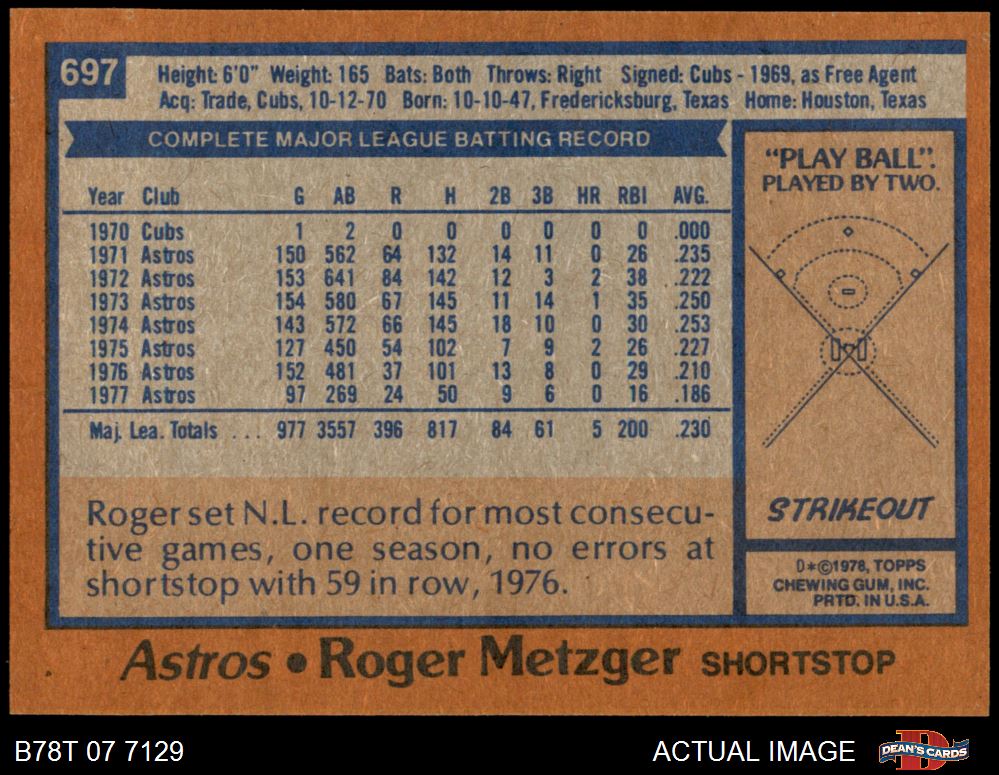 697
Height: 6'0" Weight: 165 Bats: Both Throws: Right Signed: Cubs - 1969, as Free Agent
Acq: Trade, Cubs, 10-12-70 Born: 10-10-47, Fredericksburg, Texas Home: Houston, Texas
COMPLETE MAJOR LEAGUE BATTING RECORD
Year Club G AB R H 2B 3B HR RBI AVG.
1970 Cubs 1 2 0 0 0 0 0 0 .000
1971 Astros 150 562 64 132 14 11 0 26 .235
1972 Astros 153 641 84 142 12 3 2 38 .222
1973 Astros 154 580 67 145 11 14 1 35 .250
1974 Astros 143 572 66 145 18 10 0 30 .253
1975 Astros 127 450 54 102 7 9 2 26 .227
1976 Astros 152 481 37 101 13 8 0 29 .210
1977 Astros 97 269 24 50 9 6 0 16 .186
Maj. Lea. Totals ... 977 3557 396 817 84 61 5 200 .230
Roger set N.L. record for most consecu-
tive games, one season, no errors at
shortstop with 59 in row, 1976.
"PLAY BALL".
PLAYED BY TWO.
STRIKEOUT
D*©1978, TOPPS
CHEWING GUM, INC.
PRTD. IN U.S.A.
Astros • Roger Metzger SHORTSTOP
B78T 07 7129
ACTUAL IMAGE
D
DEAN'S CARDS